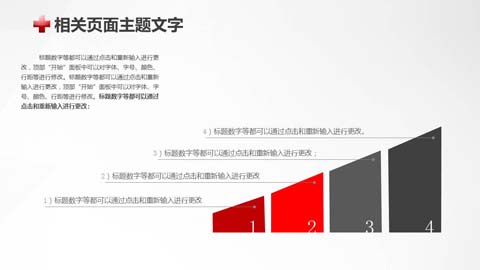 相关页面主题文字
标题数字等都可以通过点击和重新输入进行更
改，顶部“开始”面板中可以对字体、字号、颜色、
行距等进行修改。标题数字等都可以通过点击和重新
输入进行更改，顶部“开始”面板中可以对字体、字
号、颜色、行距等进行修改。标题数字等都可以通过
点击和重新输入进行更改：
4）标题数字等都可以通过点击和重新输入进行更改。
3）标题数字等都可以通过点击和重新输入进行更改；
2）标题数字等都可以通过点击和重新输入进行更改
1）标题数字等都可以通过点击和重新输入进行更改
1 2 3 4